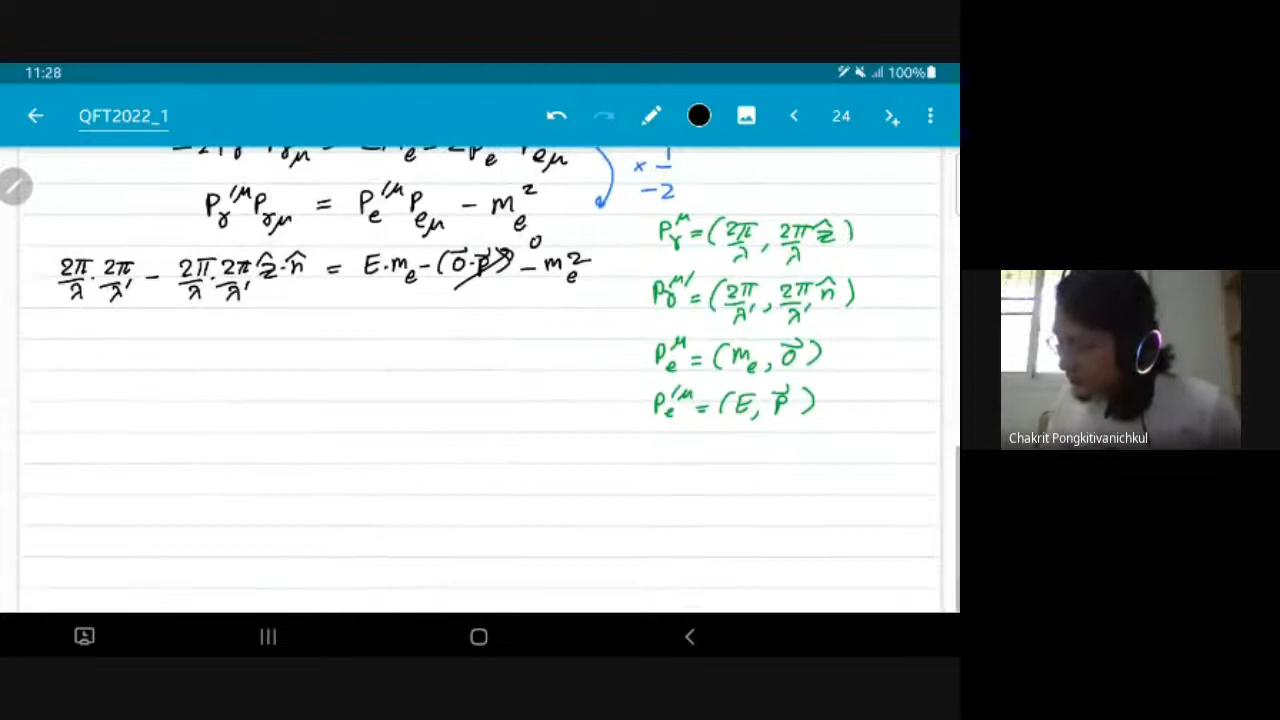 11:28
100%
QFT2022_1
24
× 1/-2
P_γ'^μ P_γμ = P_e'^μ P_eμ - m_e^2
2π/λ · 2π/λ' - 2π/λ · 2π/λ' ẑ·n̂ = E·m_e - (0⃗·p⃗) 0 - m_e^2
P_γ^μ = (2π/λ, 2π/λ ẑ)
P_γ^μ' = (2π/λ', 2π/λ' n̂)
P_e^μ = (m_e, 0⃗)
P_e'^μ = (E, P⃗)
Chakrit Pongkitivanichkul